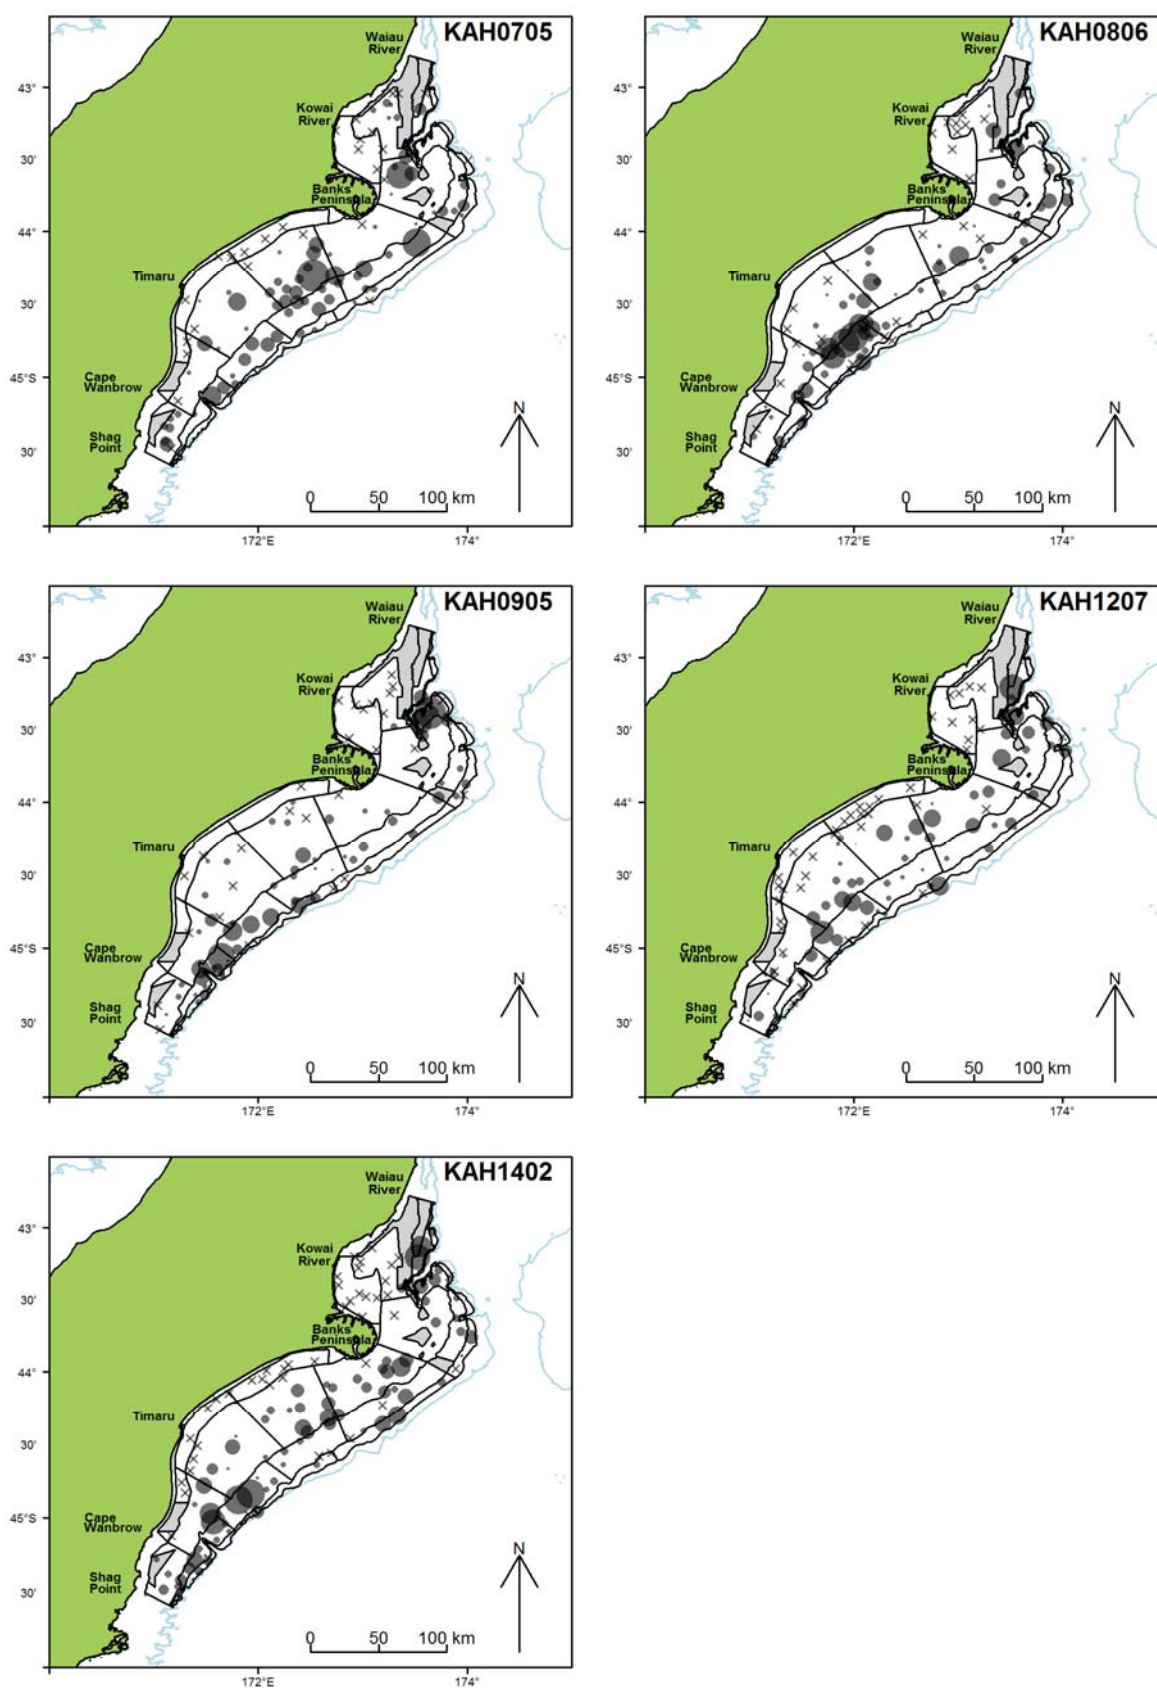 KAH0705
Waiau
River
43°
Kowai
River
30'
Banks
Peninsula
44°
Timaru
30'
Cape
Wanbrow
45°S
N
Shag
Point
30'
0 50 100 km
172°E 174°
KAH0806
Waiau
River
43°
Kowai
River
30'
Banks
Peninsula
44°
Timaru
30'
Cape
Wanbrow
45°S
N
Shag
Point
30'
0 50 100 km
172°E 174°
KAH0905
Waiau
River
43°
Kowai
River
30'
Banks
Peninsula
44°
Timaru
30'
Cape
Wanbrow
45°S
N
Shag
Point
30'
0 50 100 km
172°E 174°
KAH1207
Waiau
River
43°
Kowai
River
30'
Banks
Peninsula
44°
Timaru
30'
Cape
Wanbrow
45°S
N
Shag
Point
30'
0 50 100 km
172°E 174°
KAH1402
Waiau
River
43°
Kowai
River
30'
Banks
Peninsula
44°
Timaru
30'
Cape
Wanbrow
45°S
N
Shag
Point
30'
0 50 100 km
172°E 174°